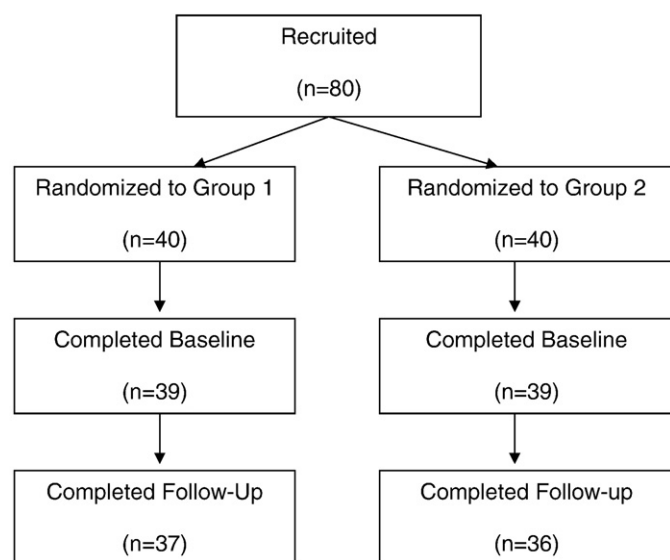 Recruited
(n=80)
Randomized to Group 1
(n=40)
Randomized to Group 2
(n=40)
Completed Baseline
(n=39)
Completed Baseline
(n=39)
Completed Follow-Up
(n=37)
Completed Follow-up
(n=36)